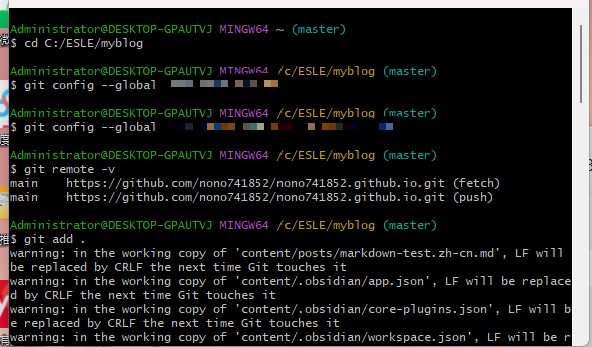 Administrator@DESKTOP-GPAUTVJ MINGW64 ~ (master)
$ cd C:/ESLE/myblog
Administrator@DESKTOP-GPAUTVJ MINGW64 /c/ESLE/myblog (master)
$ git config --global
Administrator@DESKTOP-GPAUTVJ MINGW64 /c/ESLE/myblog (master)
$ git config --global
Administrator@DESKTOP-GPAUTVJ MINGW64 /c/ESLE/myblog (master)
$ git remote -v
main    https://github.com/nono741852/nono741852.github.io.git (fetch)
main    https://github.com/nono741852/nono741852.github.io.git (push)
Administrator@DESKTOP-GPAUTVJ MINGW64 /c/ESLE/myblog (master)
$ git add .
warning: in the working copy of 'content/posts/markdown-test.zh-cn.md', LF will
be replaced by CRLF the next time Git touches it
warning: in the working copy of 'content/.obsidian/app.json', LF will be replace
d by CRLF the next time Git touches it
warning: in the working copy of 'content/.obsidian/core-plugins.json', LF will b
e replaced by CRLF the next time Git touches it
warning: in the working copy of 'content/.obsidian/workspace.json', LF will be r